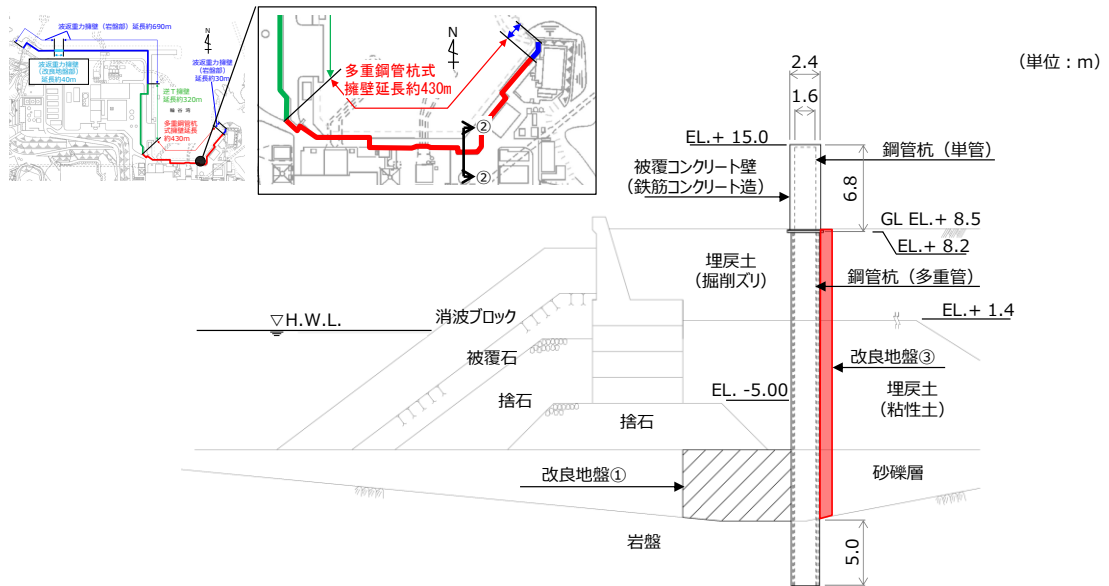 波返重力擁壁（岩盤部）延長約690m
波返重力擁壁
（改良地盤部）
延長約40m
逆T擁壁
延長約320m
輪谷湾
多重鋼管杭
式擁壁延長
約430m
波返重力擁壁
（岩盤部）
延長約30m
N
N
多重鋼管杭式
擁壁延長約430m
②
②
（単位：m）
2.4
1.6
EL.+ 15.0
鋼管杭（単管）
被覆コンクリート壁
（鉄筋コンクリート造）
6.8
GL EL.+ 8.5
EL.+ 8.2
埋戻土
（掘削ズリ）
鋼管杭（多重管）
▽H.W.L.
消波ブロック
EL.+ 1.4
被覆石
改良地盤③
捨石
EL. -5.00
埋戻土
（粘性土）
捨石
改良地盤①
砂礫層
岩盤
5.0